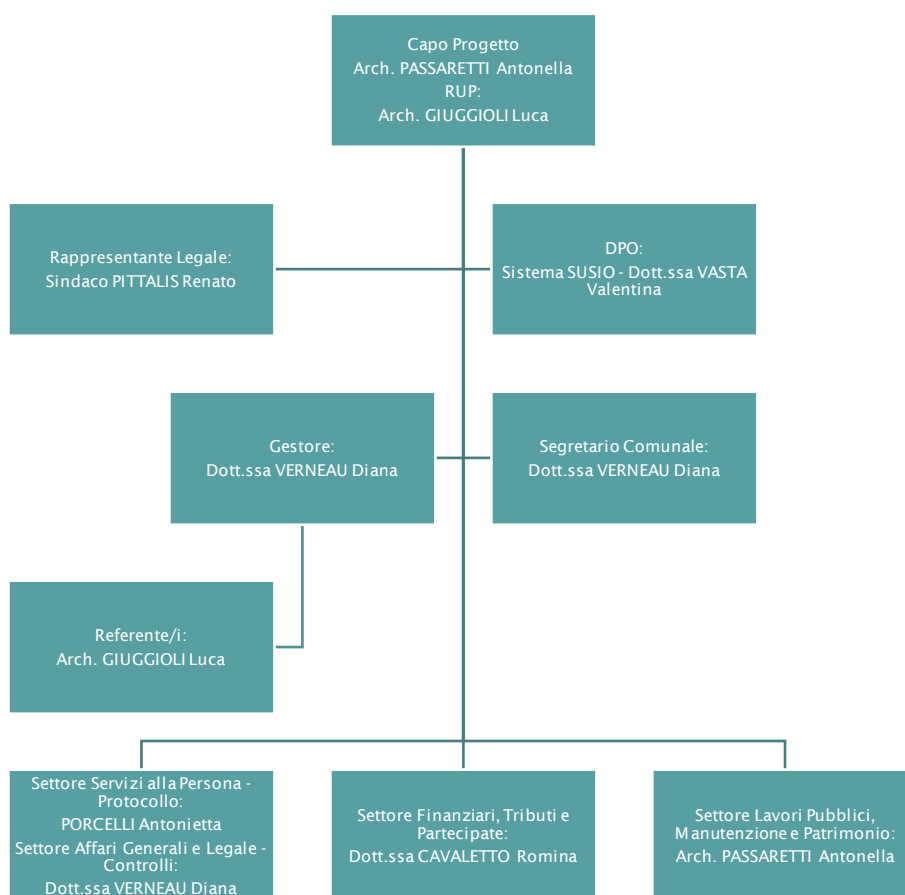 Capo Progetto
Arch. PASSARETTI Antonella
RUP:
Arch. GIUGGIOLI Luca
Rappresentante Legale:
Sindaco PITTALIS Renato
DPO:
Sistema SUSIO - Dott.ssa VASTA
Valentina
Gestore:
Dott.ssa VERNEAU Diana
Segretario Comunale:
Dott.ssa VERNEAU Diana
Referente/i:
Arch. GIUGGIOLI Luca
Settore Servizi alla Persona -
Protocollo:
PORCELLI Antonietta
Settore Affari Generali e Legale -
Controlli:
Dott.ssa VERNEAU Diana
Settore Finanziari, Tributi e
Partecipate:
Dott.ssa CAVALETTO Romina
Settore Lavori Pubblici,
Manutenzione e Patrimonio:
Arch. PASSARETTI Antonella